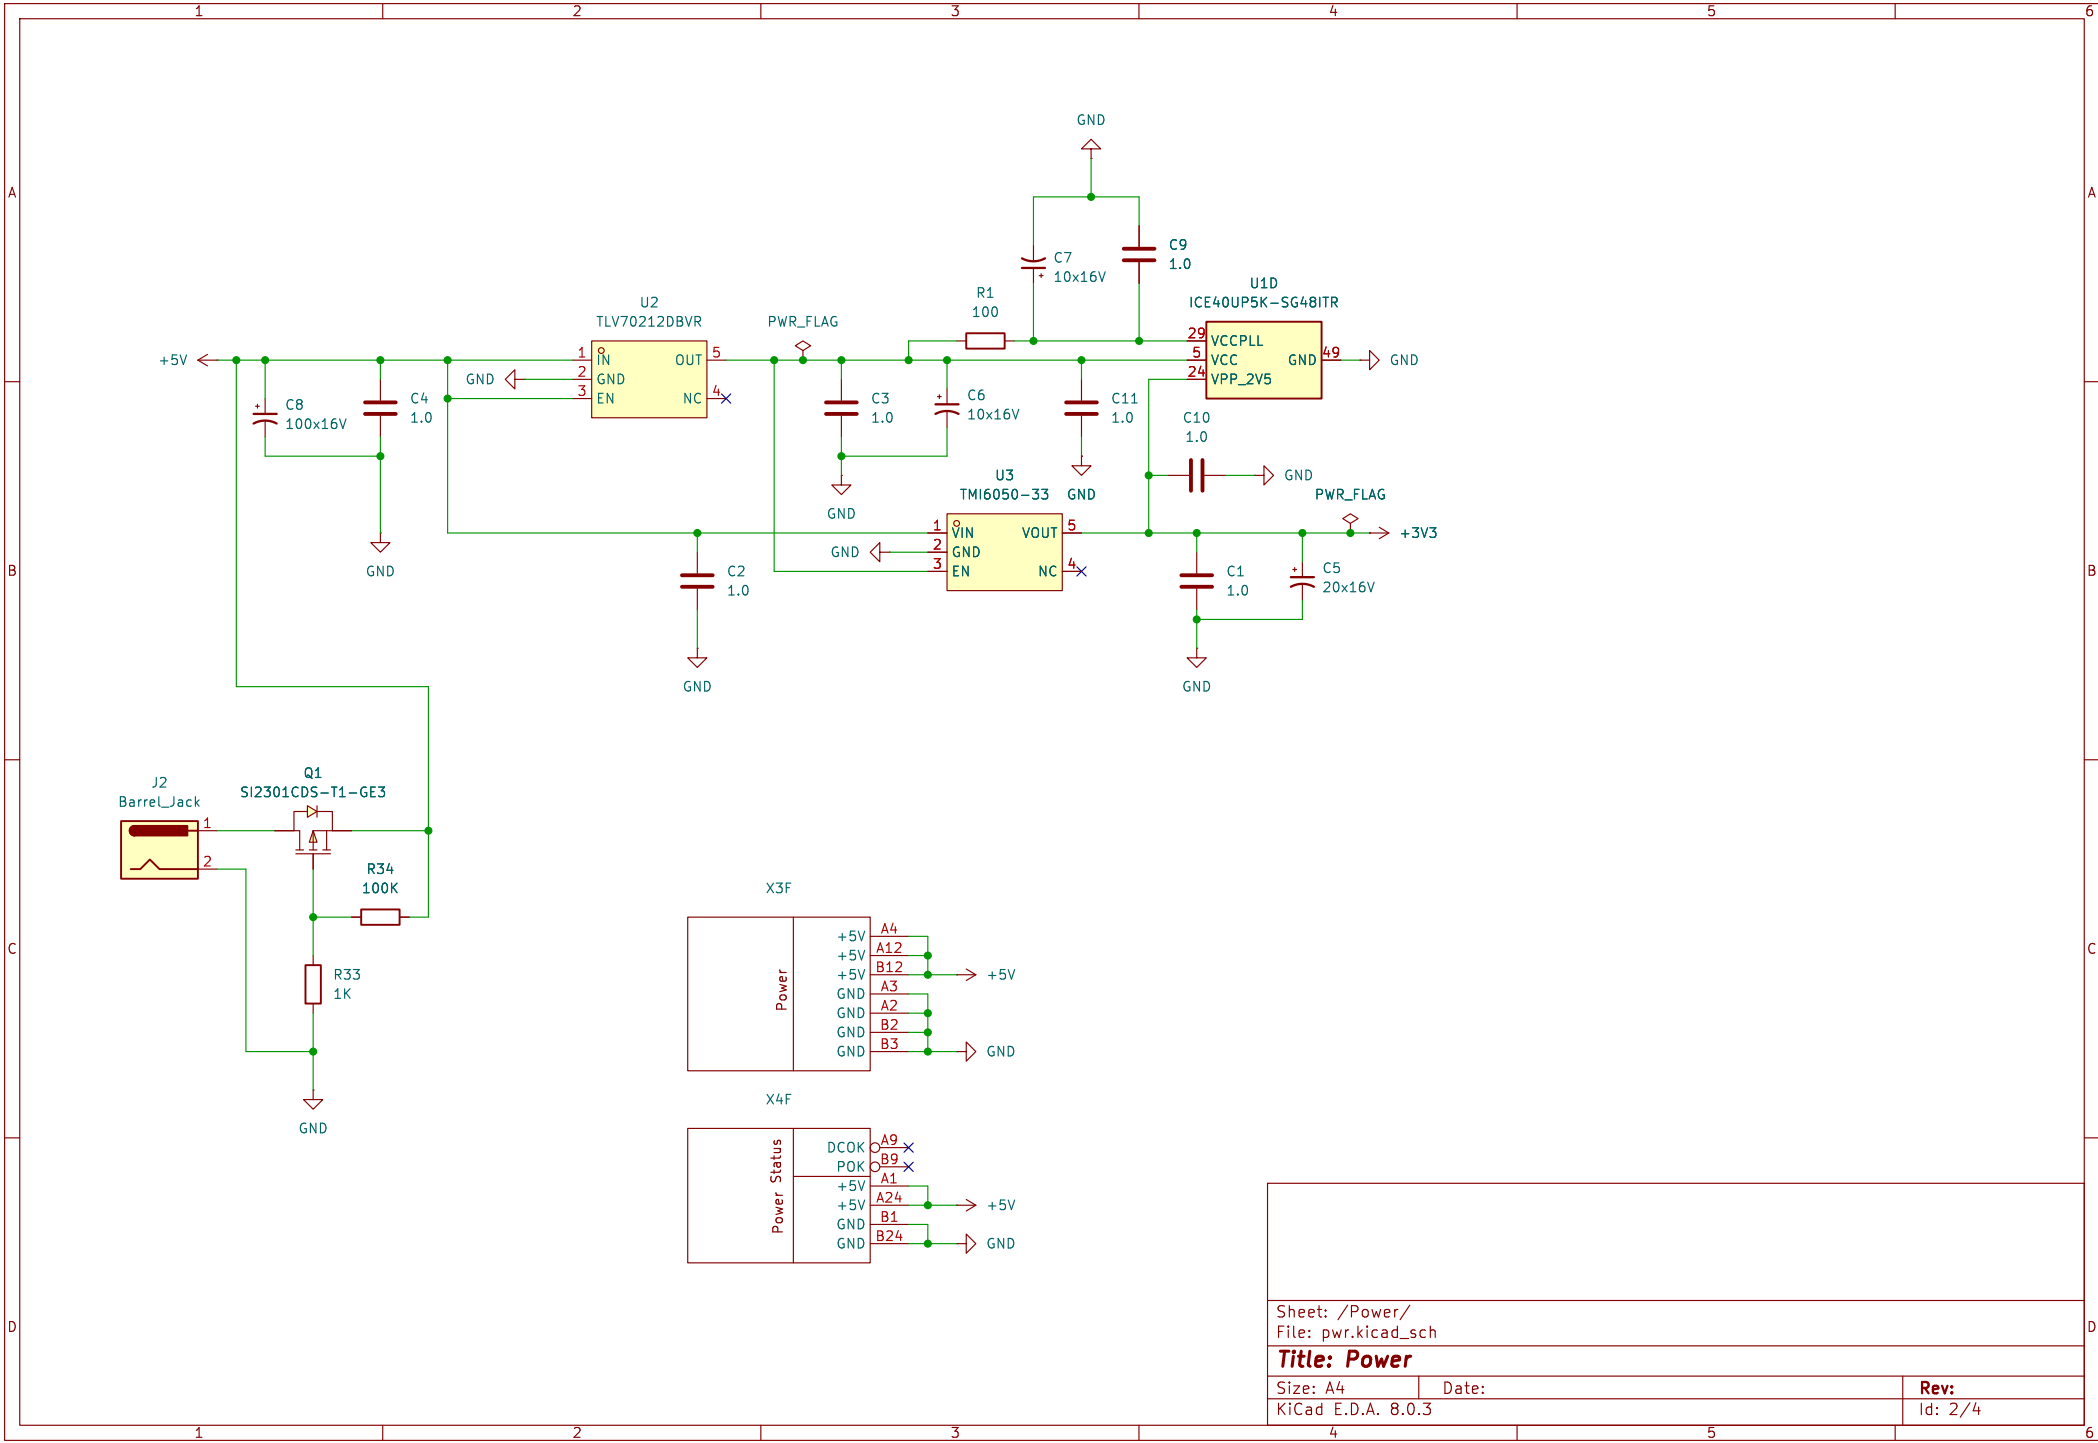 1 2 3 4 5 6
A A
B B
C C
D D
1 2 3 4 5 6
GND
C7
10x16V
C9
1.0
R1
100
U1D
ICE40UP5K-SG48ITR
29 VCCPLL
5 VCC
24 VPP_2V5
GND 49
GND
U2
TLV70212DBVR
1 IN
2 GND
3 EN
OUT 5
NC 4
GND
PWR_FLAG
+5V
C8
100x16V
C4
1.0
GND
C3
1.0
C6
10x16V
GND
C11
1.0
GND
C10
1.0
GND
U3
TMI6050-33
1 VIN
2 GND
3 EN
VOUT 5
NC 4
GND
PWR_FLAG
+3V3
C2
1.0
GND
C1
1.0
C5
20x16V
GND
J2
Barrel_Jack
1
2
Q1
SI2301CDS-T1-GE3
R34
100K
R33
1K
GND
X3F
Power
+5V A4
+5V A12
+5V B12
GND A3
GND A2
GND B2
GND B3
+5V
GND
X4F
Power Status
DCOK A9
POK B9
+5V A1
+5V A24
GND B1
GND B24
+5V
GND
Sheet: /Power/
File: pwr.kicad_sch
Title: Power
Size: A4 Date: Rev:
KiCad E.D.A. 8.0.3 Id: 2/4